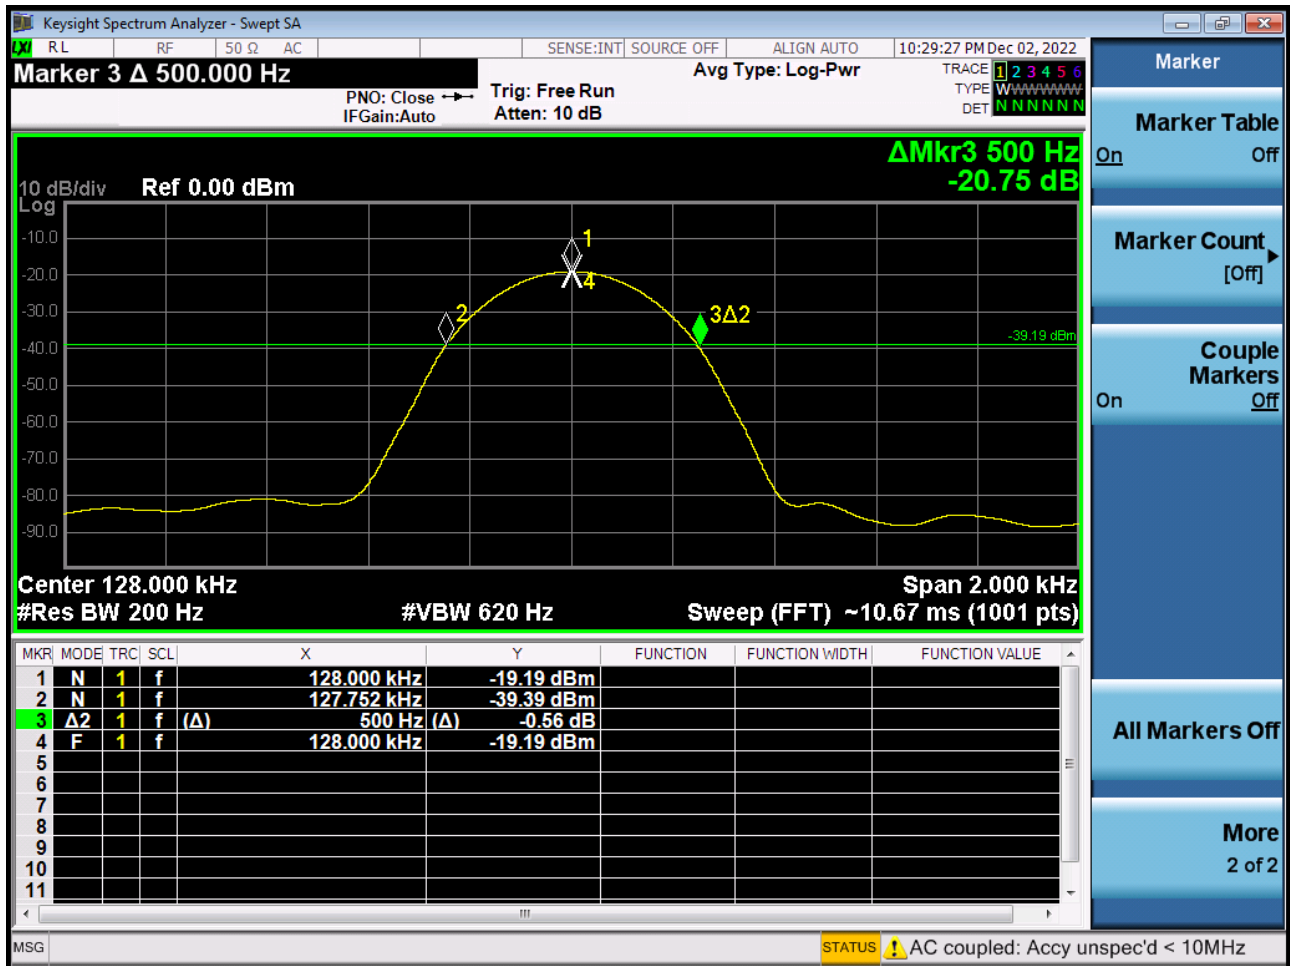 Keysight Spectrum Analyzer - Swept SA
LXI RL RF 50 Ω AC SENSE:INT SOURCE OFF ALIGN AUTO 10:29:27 PM Dec 02, 2022
Marker 3 Δ 500.000 Hz
PNO: Close
IFGain:Auto
Trig: Free Run
Atten: 10 dB
Avg Type: Log-Pwr
TRACE 1 2 3 4 5 6
TYPE WWWWWW
DET N N N N N N
ΔMkr3 500 Hz
-20.75 dB
10 dB/div Ref 0.00 dBm
Log
-10.0
-20.0
-30.0
-40.0
-50.0
-60.0
-70.0
-80.0
-90.0
1
4
2
3Δ2
-39.19 dBm
Center 128.000 kHz Span 2.000 kHz
#Res BW 200 Hz #VBW 620 Hz Sweep (FFT) ~10.67 ms (1001 pts)
MKR MODE TRC SCL X Y FUNCTION FUNCTION WIDTH FUNCTION VALUE
1 N 1 f 128.000 kHz -19.19 dBm
2 N 1 f 127.752 kHz -39.39 dBm
3 Δ2 1 f (Δ) 500 Hz (Δ) -0.56 dB
4 F 1 f 128.000 kHz -19.19 dBm
5
6
7
8
9
10
11
MSG STATUS AC coupled: Accy unspec'd < 10MHz
Marker
Marker Table
On Off
Marker Count
[Off]
Couple
Markers
On Off
All Markers Off
More
2 of 2